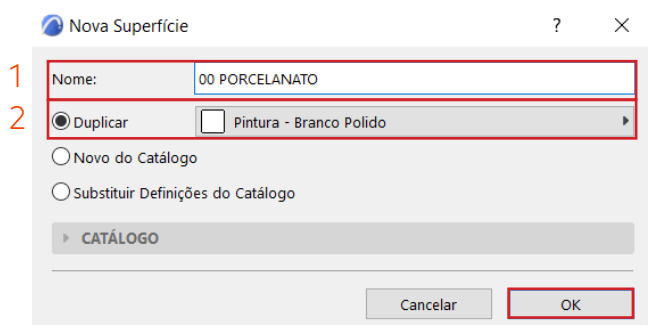 Nova Superfície ?
1 Nome: 00 PORCELANATO
2 Duplicar Pintura - Branco Polido
Novo do Catálogo
Substituir Definições do Catálogo
CATÁLOGO
Cancelar OK